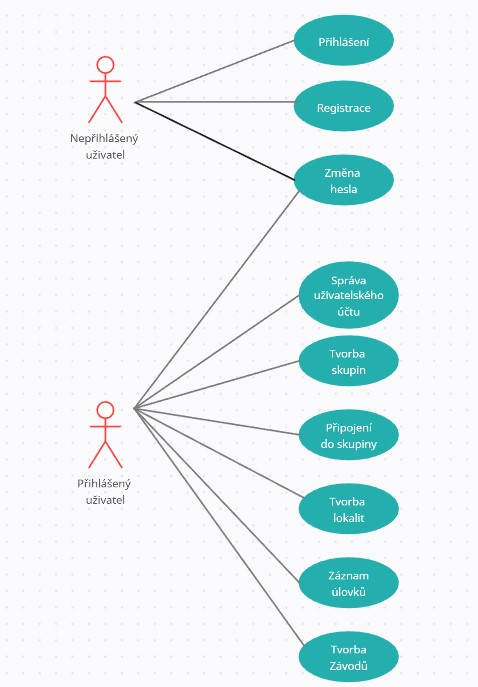 Přihlášení
Registrace
Nepřihlášený
uživatel
Změna
hesla
Správa
uživatelského
účtu
Tvorba
skupin
Připojení
do skupiny
Přihlášený
uživatel
Tvorba
lokalit
Záznam
úlovků
Tvorba
Závodů